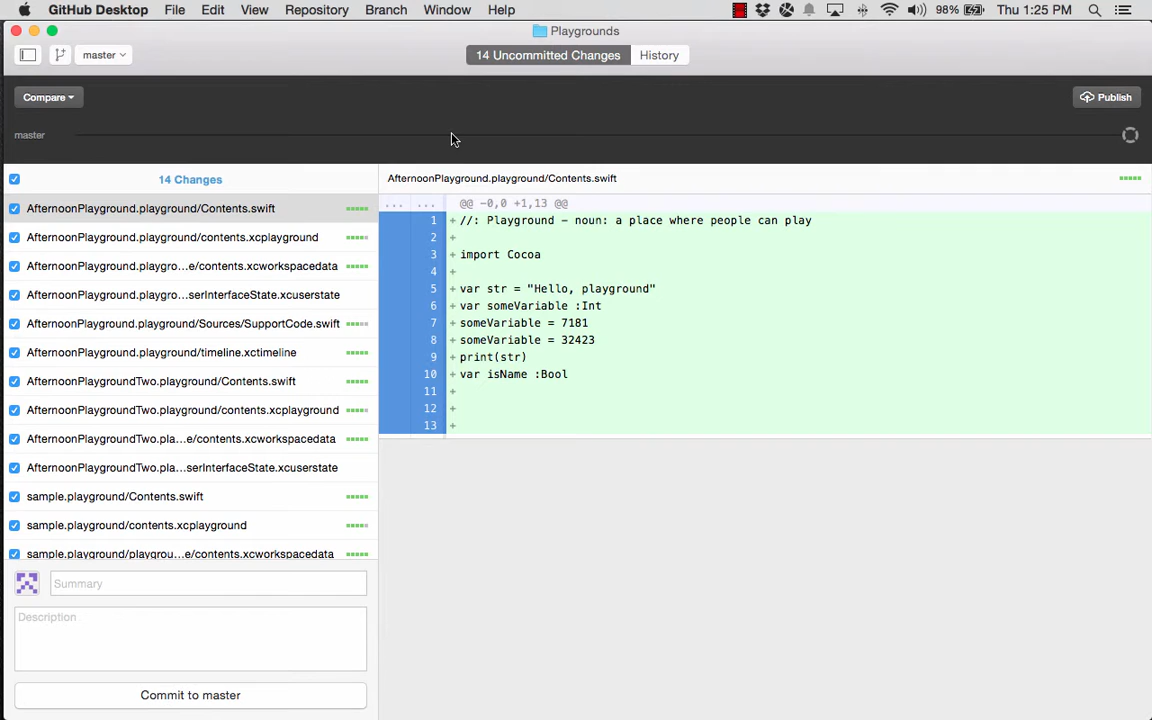 GitHub Desktop File Edit View Repository Branch Window Help 98% Thu 1:25 PM
Playgrounds
master 14 Uncommitted Changes History
Compare Publish
master
14 Changes
AfternoonPlayground.playground/Contents.swift
AfternoonPlayground.playground/contents.xcplayground
AfternoonPlayground.playgro...e/contents.xcworkspacedata
AfternoonPlayground.playgro...serInterfaceState.xcuserstate
AfternoonPlayground.playground/Sources/SupportCode.swift
AfternoonPlayground.playground/timeline.xctimeline
AfternoonPlaygroundTwo.playground/Contents.swift
AfternoonPlaygroundTwo.playground/contents.xcplayground
AfternoonPlaygroundTwo.pla...e/contents.xcworkspacedata
AfternoonPlaygroundTwo.pla...serInterfaceState.xcuserstate
sample.playground/Contents.swift
sample.playground/contents.xcplayground
sample.playground/playgrou...e/contents.xcworkspacedata
Summary
Description
Commit to master
AfternoonPlayground.playground/Contents.swift
... ... @@ -0,0 +1,13 @@
1 + //: Playground - noun: a place where people can play
2 +
3 + import Cocoa
4 +
5 + var str = "Hello, playground"
6 + var someVariable :Int
7 + someVariable = 7181
8 + someVariable = 32423
9 + print(str)
10 + var isName :Bool
11 +
12 +
13 +